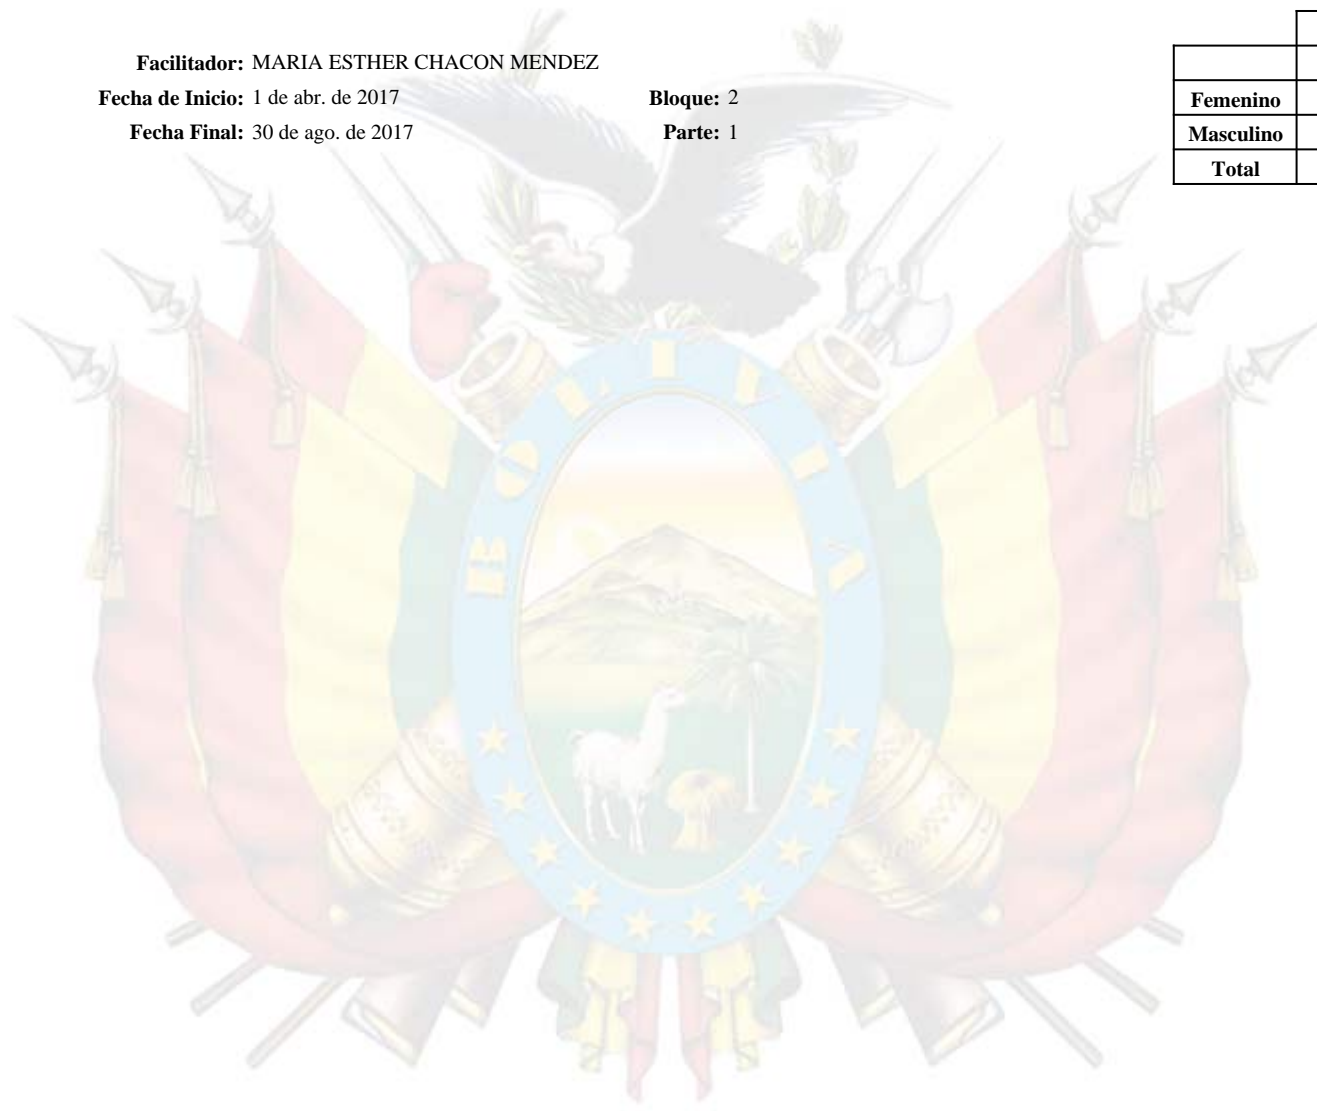 Facilitador: MARIA ESTHER CHACON MENDEZ
Fecha de Inicio: 1 de abr. de 2017 Bloque: 2
Fecha Final: 30 de ago. de 2017 Parte: 1
Femenino
Masculino
Total
BOLIVIA